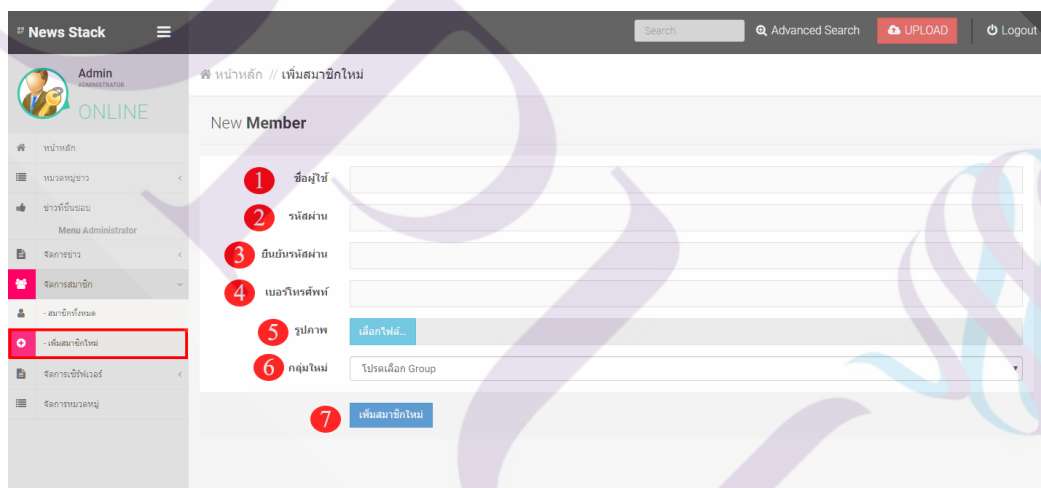 News Stack
Search
Advanced Search
UPLOAD
Logout
Admin
ADMINISTRATOR
ONLINE
หน้าหลัก // เพิ่มสมาชิกใหม่
New Member
หน้าหลัก
หมวดหมู่ข่าว
ข่าวที่ชื่นชอบ
Menu Administrator
จัดการข่าว
จัดการสมาชิก
- สมาชิกทั้งหมด
- เพิ่มสมาชิกใหม่
จัดการเซิร์ฟเวอร์
จัดการหมวดหมู่
1 ชื่อผู้ใช้
2 รหัสผ่าน
3 ยืนยันรหัสผ่าน
4 เบอร์โทรศัพท์
5 รูปภาพ เลือกไฟล์...
6 กลุ่มใหม่ โปรดเลือก Group
7 เพิ่มสมาชิกใหม่